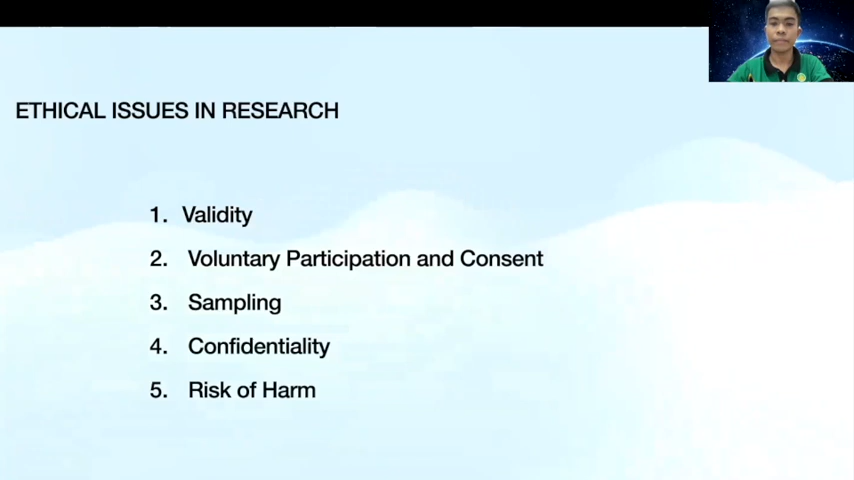 ETHICAL ISSUES IN RESEARCH
1. Validity
2. Voluntary Participation and Consent
3. Sampling
4. Confidentiality
5. Risk of Harm